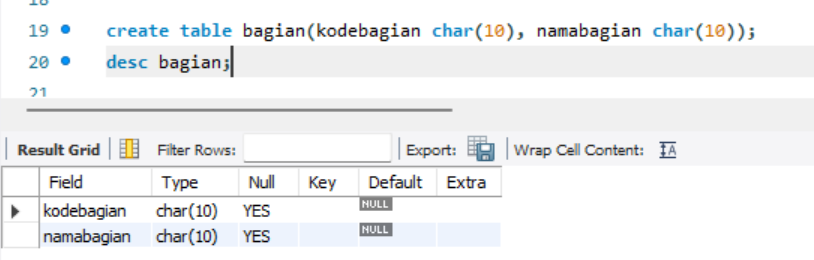 18
19 create table bagian(kodebagian char(10), namabagian char(10));
20 desc bagian;
21
Result Grid Filter Rows: Export: Wrap Cell Content: IA
Field Type Null Key Default Extra
kodebagian char(10) YES NULL
namabagian char(10) YES NULL